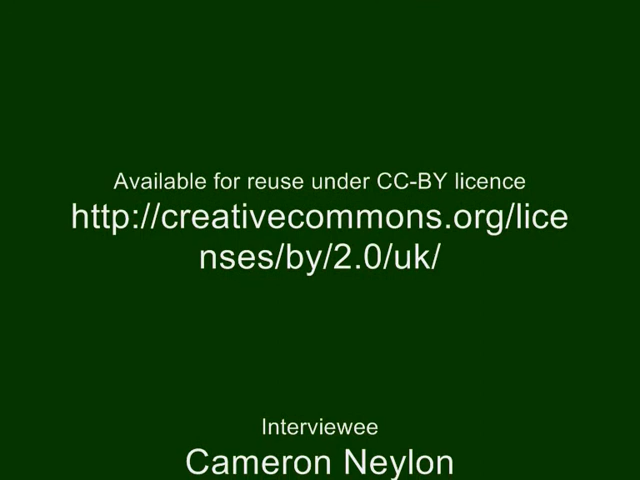 Available for reuse under CC-BY licence
http://creativecommons.org/lice
nses/by/2.0/uk/
Interviewee
Cameron Neylon